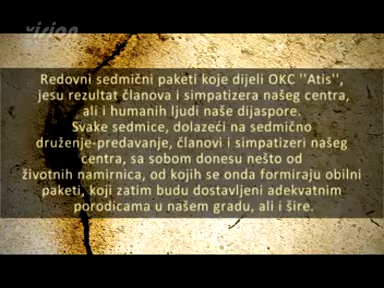 vision
Redovni sedmični paketi koje dijeli OKC ''Atis'',
jesu rezultat članova i simpatizera našeg centra,
ali i humanih ljudi naše dijaspore.
Svake sedmice, dolazeći na sedmično
druženje-predavanje, članovi i simpatizeri našeg
centra, sa sobom donesu nešto od
životnih namirnica, od kojih se onda formiraju obilni
paketi, koji zatim budu dostavljeni adekvatnim
porodicama u našem gradu, ali i šire.